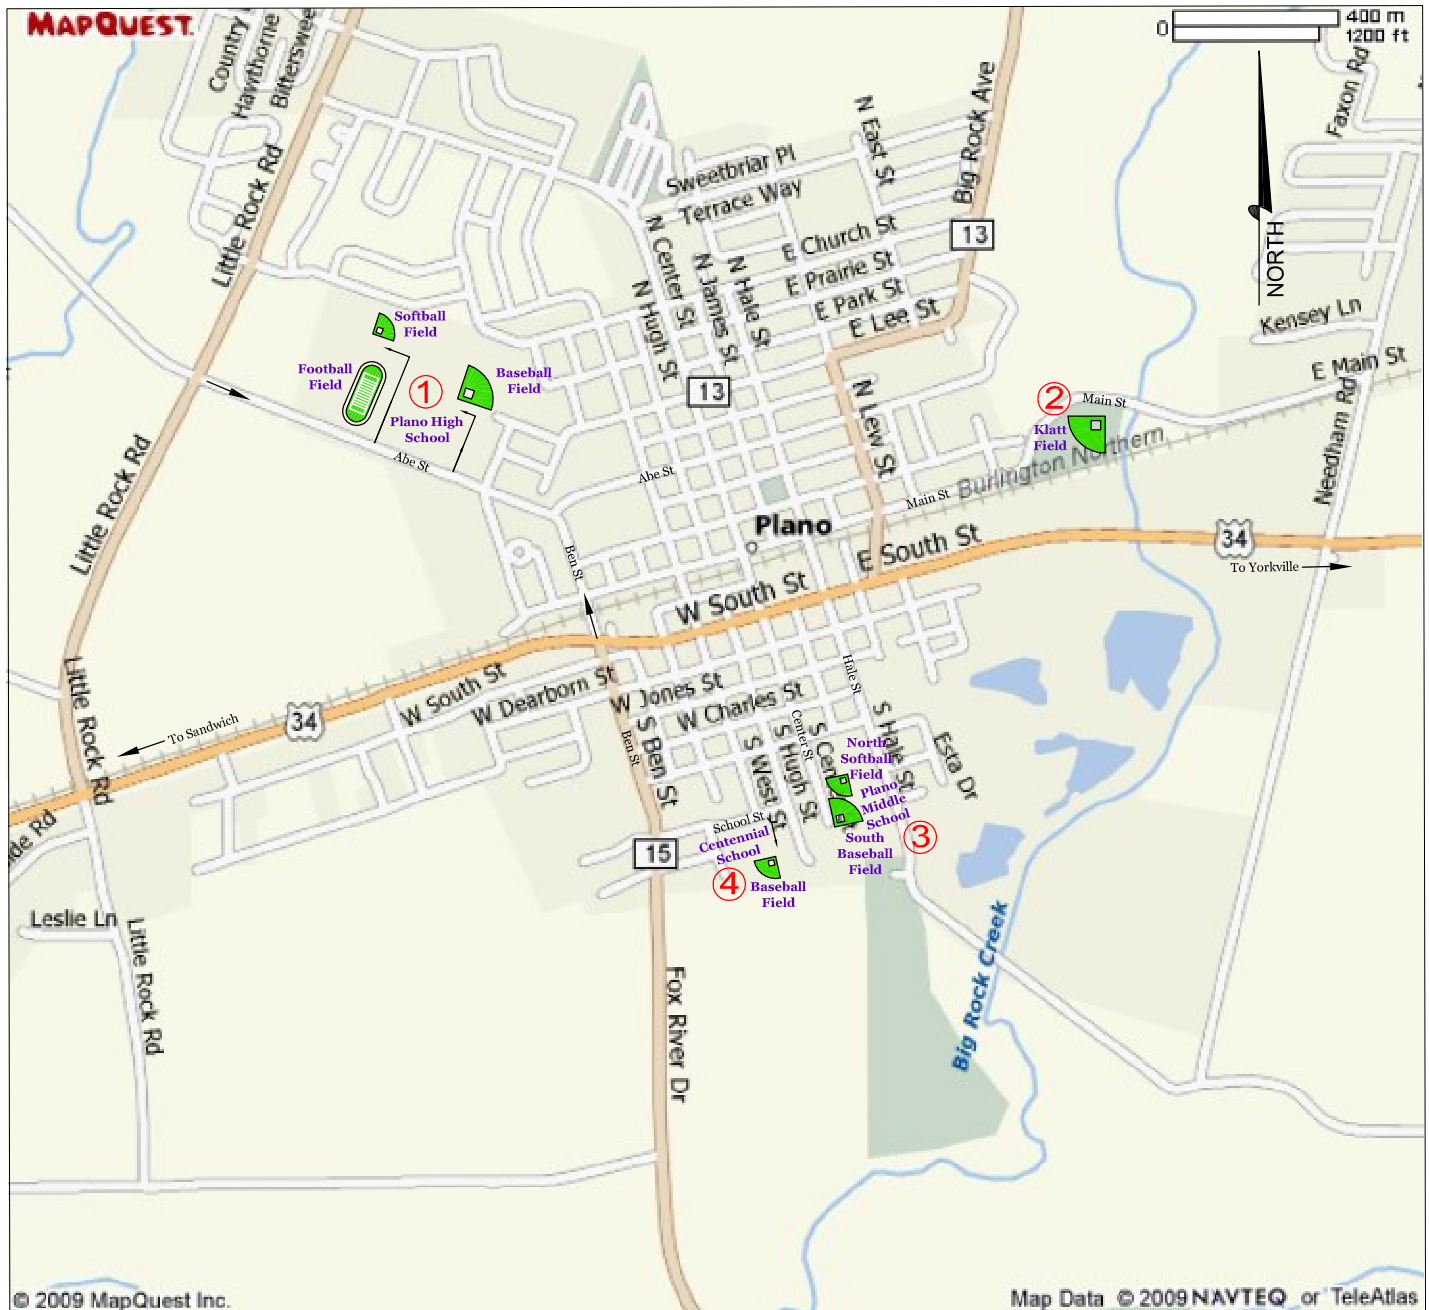 MAPQUEST.
0
400 m
1200 ft
Country
Hawthorne
Bitterswee
Faxon Rd
N East St
Big Rock Ave
Sweetbriar Pl
Terrace Way
Little Rock Rd
NORTH
13
N Center St
E Church St
N James St
N Hale St
E Prairie St
N Hugh St
E Park St
E Lee St
Kensey Ln
Softball
Field
E Main St
Football
Field
1
Baseball
Field
13
N Lew St
2
Main St
Plano High
School
Klatt
Field
Needham Rd
Burlington Northern
Little Rock Rd
Abe St
Abe St
Main St
Plano
E South St
34
Ben St
To Yorkville
W South St
Little Rock Rd
W South St
W Dearborn St
W Jones St
W Charles St
Hale St
34
To Sandwich
S Ben St
Ben St
S West St
S Hugh St
Center St
S Cen
S Hale St
Esta Dr
North
Softball
Field
Plano
Middle
School
South
Baseball
Field
3
ide Rd
School St
Centennial
School
15
4
Baseball
Field
Leslie Ln
Little Rock Rd
Fox River Dr
Big Rock Creek
© 2009 MapQuest Inc.
Map Data © 2009 NAVTEQ or TeleAtlas